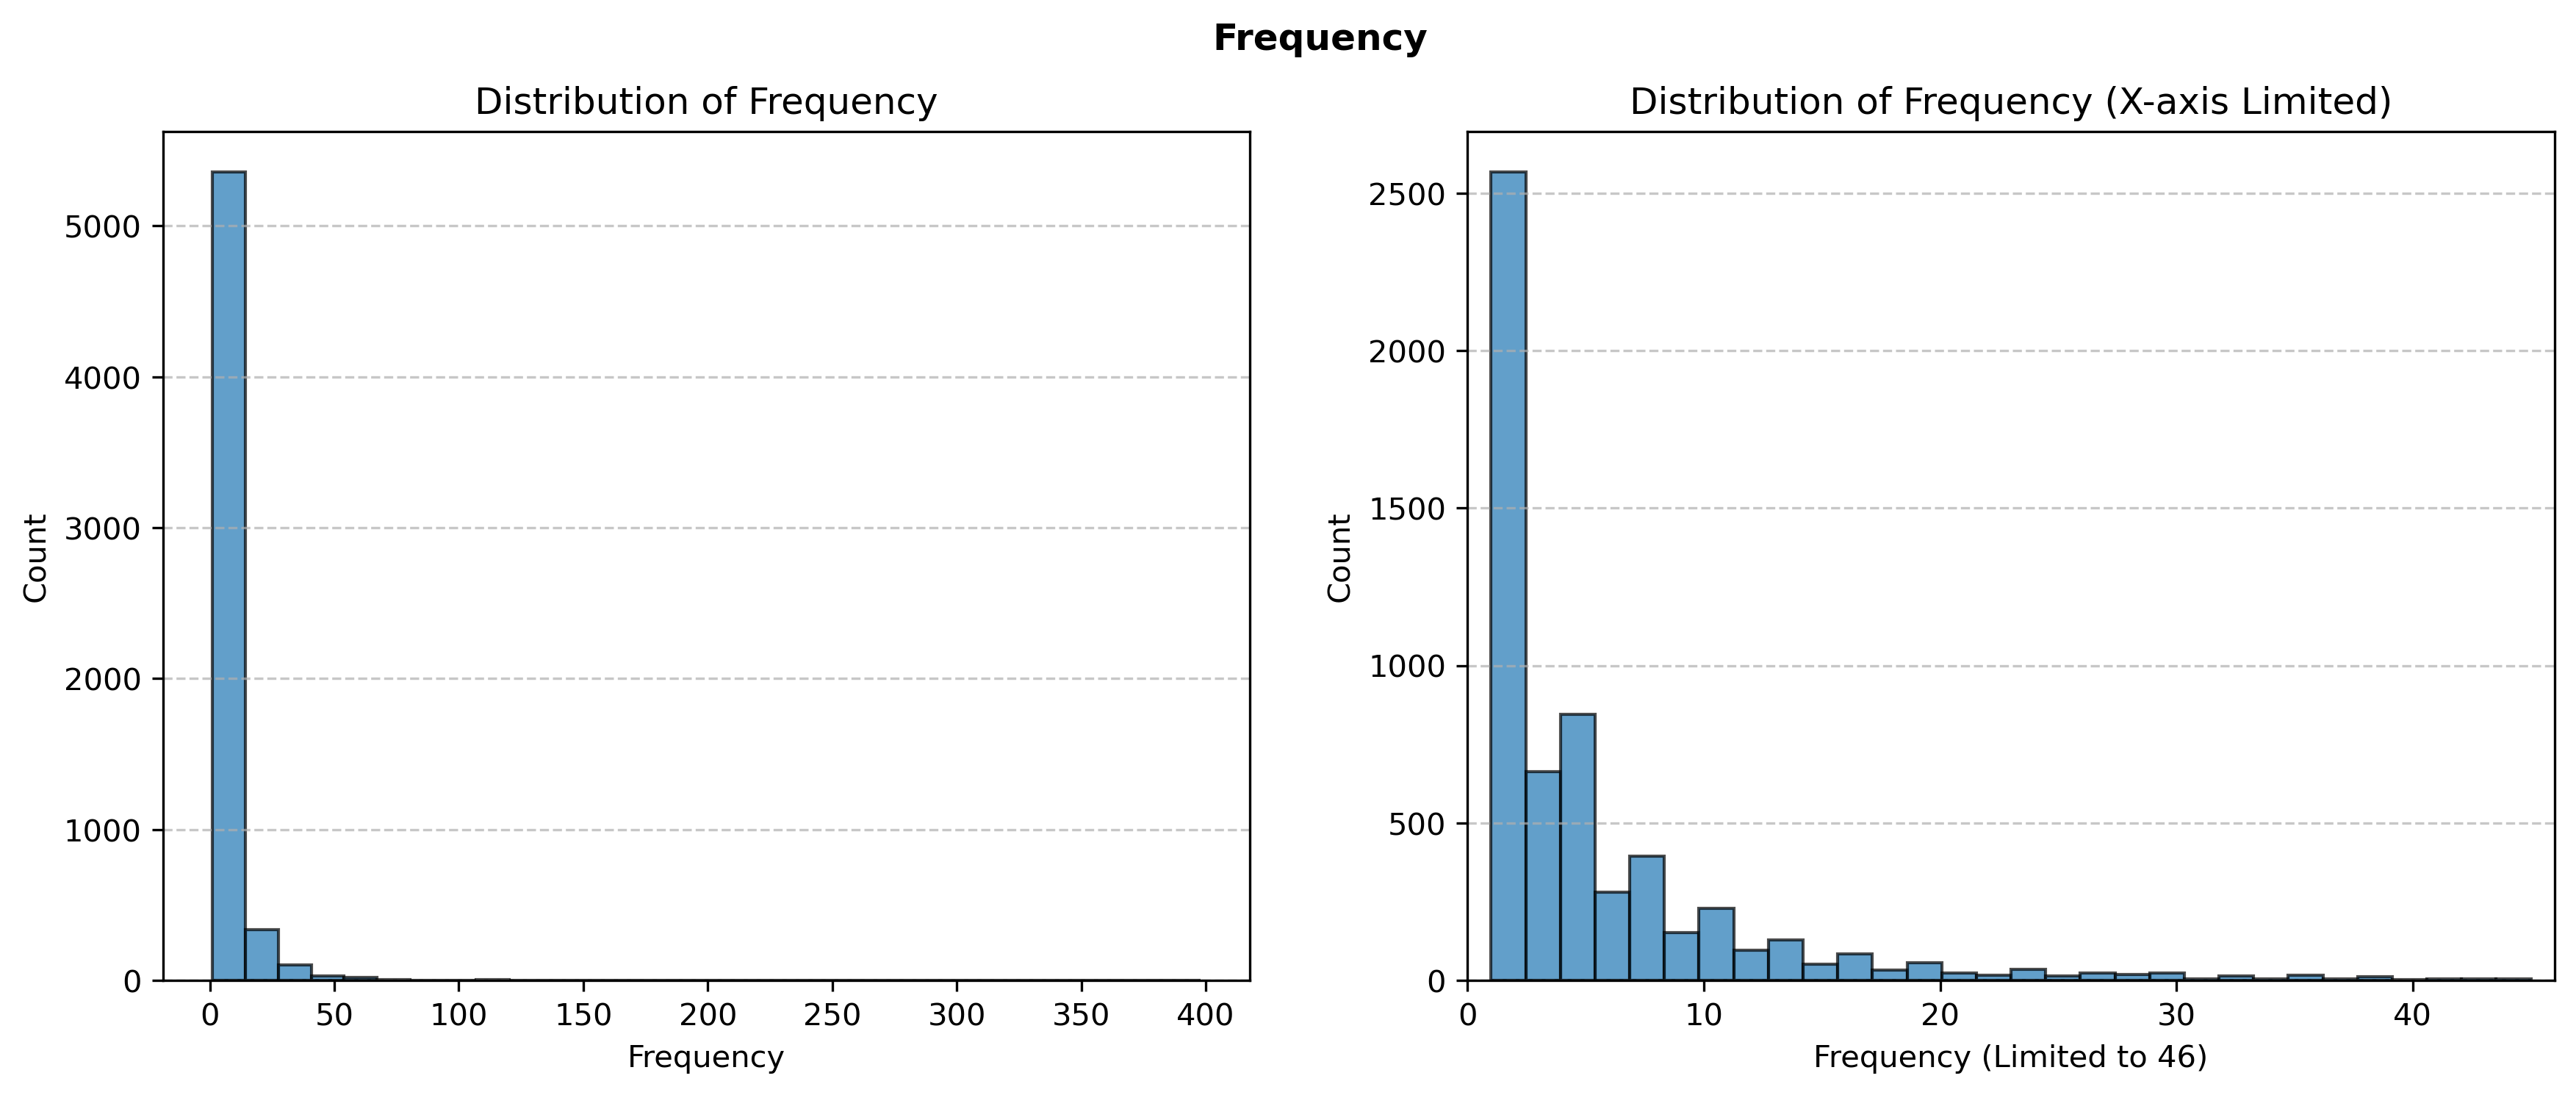 Frequency
Distribution of Frequency
5000
4000
3000
2000
1000
0
Count
0 50 100 150 200 250 300 350 400
Frequency
Distribution of Frequency (X-axis Limited)
2500
2000
1500
1000
500
0
Count
0 10 20 30 40
Frequency (Limited to 46)